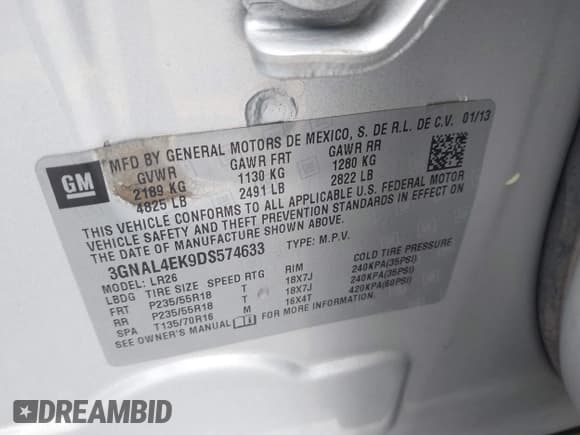 GM
MFD BY GENERAL MOTORS DE MEXICO, S. DE R.L. DE C.V. 01/13
GVWR GAWR FRT GAWR RR
2189 KG 1130 KG 1280 KG
4825 LB 2491 LB 2822 LB
THIS VEHICLE CONFORMS TO ALL APPLICABLE U.S. FEDERAL MOTOR
VEHICLE SAFETY AND THEFT PREVENTION STANDARDS IN EFFECT ON
THE DATE OF MANUFACTURE SHOWN ABOVE.
3GNAL4EK9DS574633 TYPE: M.P.V.
MODEL: LR26
LBDG TIRE SIZE SPEED RTG RIM COLD TIRE PRESSURE
FRT P235/55R18 T 18X7J 240KPA(35PSI)
RR P235/55R18 T 18X7J 240KPA(35PSI)
SPA T135/70R16 M 16X4T 420KPA(60PSI)
SEE OWNER'S MANUAL
DREAMBID